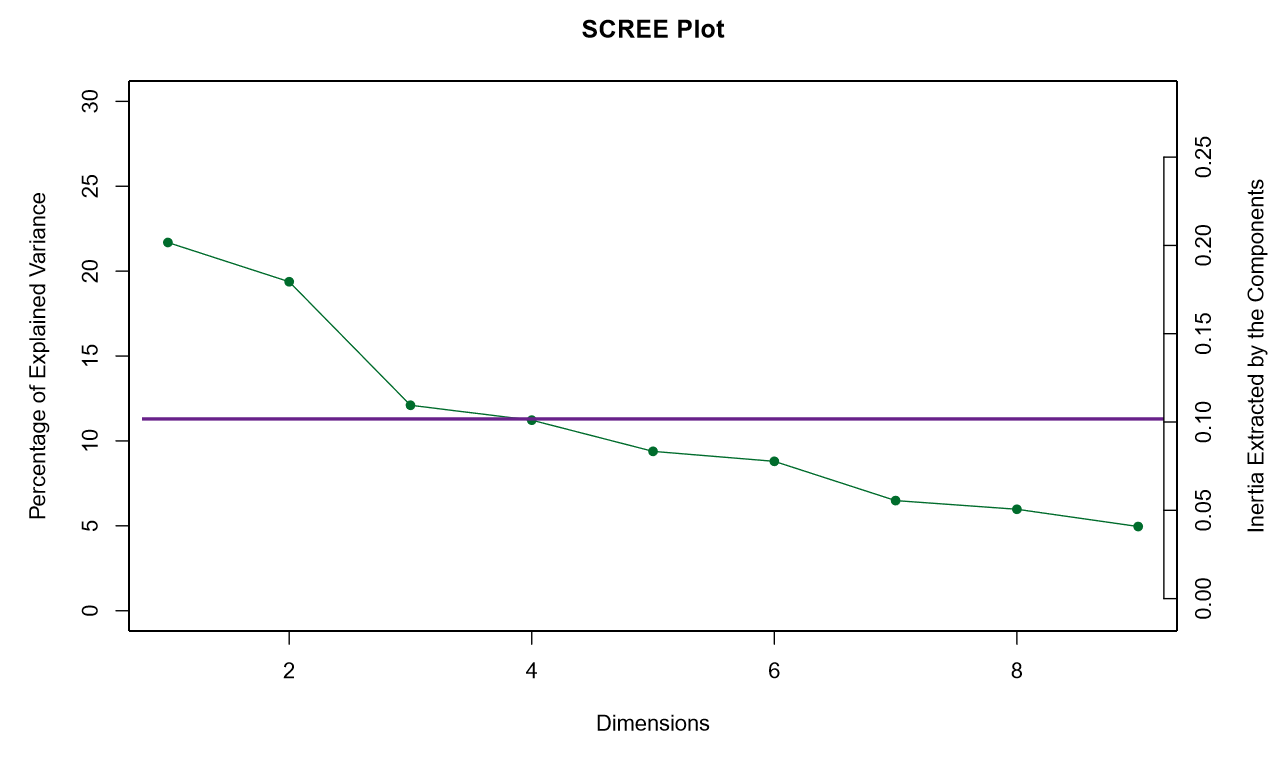 SCREE Plot
Percentage of Explained Variance
30
25
20
15
10
5
0
0.25
0.20
0.15
0.10
0.05
0.00
Inertia Extracted by the Components
2 4 6 8
Dimensions